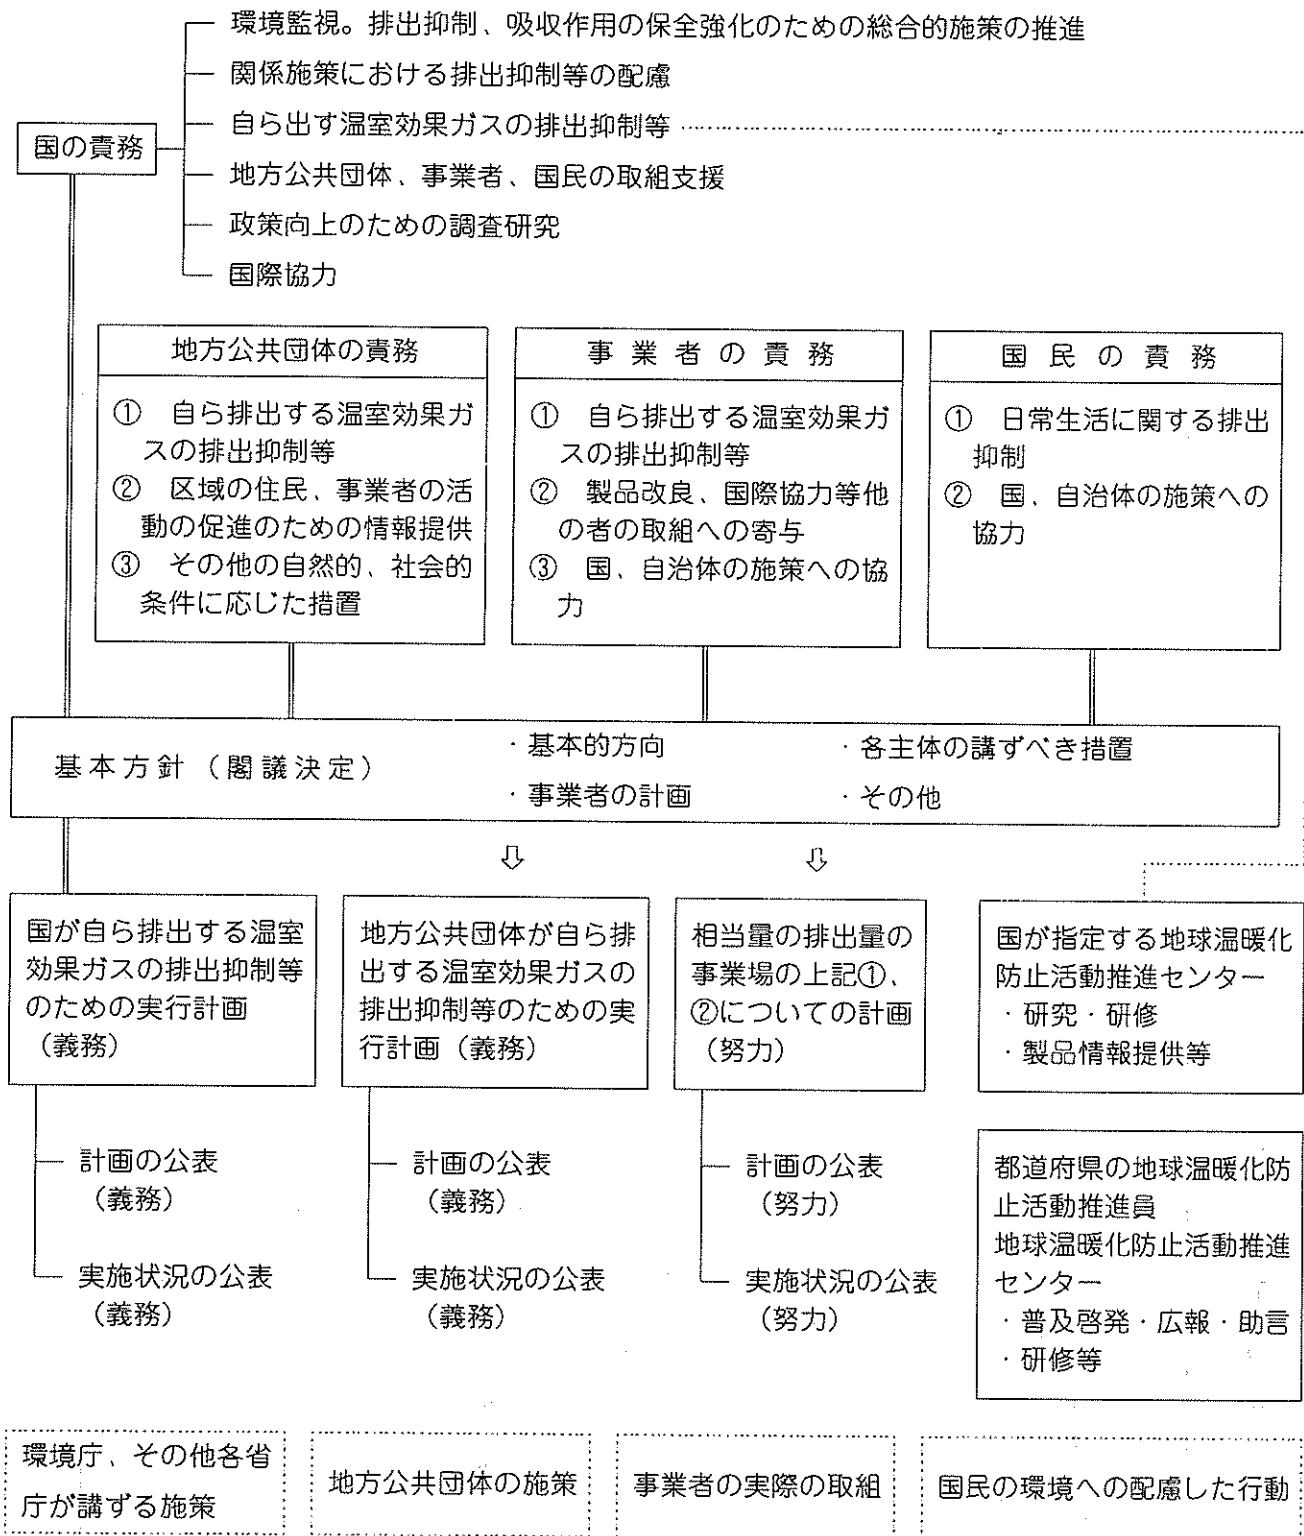 環境監視。排出抑制、吸収作用の保全強化のための総合的施策の推進
関係施策における排出抑制等の配慮
自ら出す温室効果ガスの排出抑制等
国の責務
地方公共団体、事業者、国民の取組支援
政策向上のための調査研究
国際協力
地方公共団体の責務
① 自ら排出する温室効果ガ
スの排出抑制等
② 区域の住民、事業者の活
動の促進のための情報提供
③ その他の自然的、社会的
条件に応じた措置
事業者の責務
① 自ら排出する温室効果ガ
スの排出抑制等
② 製品改良、国際協力等他
の者の取組への寄与
③ 国、自治体の施策への協
力
国民の責務
① 日常生活に関する排出
抑制
② 国、自治体の施策への
協力
基本方針（閣議決定）
・基本的方向
・各主体の講ずべき措置
・事業者の計画
・その他
国が自ら排出する温室
効果ガスの排出抑制等
のための実行計画
（義務）
計画の公表
（義務）
実施状況の公表
（義務）
地方公共団体が自ら排
出する温室効果ガスの
排出抑制等のための実
行計画（義務）
計画の公表
（義務）
実施状況の公表
（義務）
相当量の排出量の
事業場の上記①、
②についての計画
（努力）
計画の公表
（努力）
実施状況の公表
（努力）
国が指定する地球温暖化
防止活動推進センター
・研究・研修
・製品情報提供等
都道府県の地球温暖化防
止活動推進員
地球温暖化防止活動推進
センター
・普及啓発・広報・助言
・研修等
環境庁、その他各省
庁が講ずる施策
地方公共団体の施策
事業者の実際の取組
国民の環境への配慮した行動